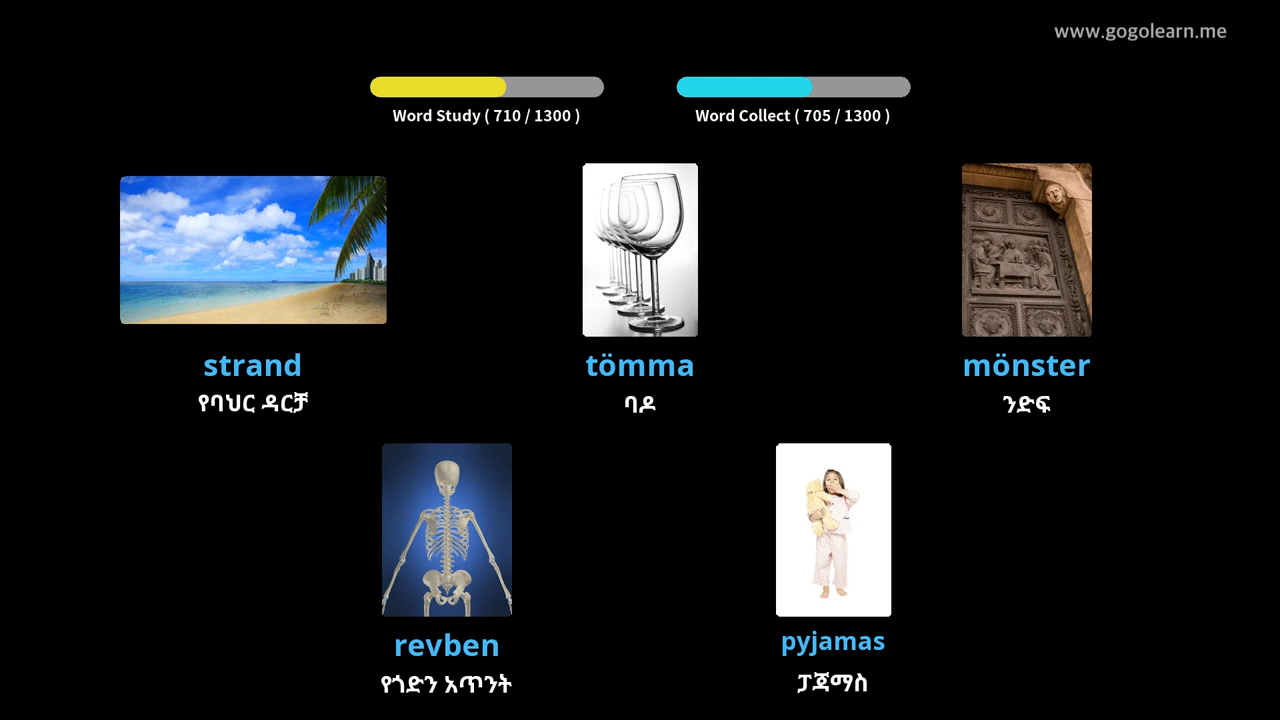 www.gogolearn.me
Word Study ( 710 / 1300 )
Word Collect ( 705 / 1300 )
strand
የባህር ዳርቻ
tömma
ባዶ
mönster
ንድፍ
revben
የጎድን አጥንት
pyjamas
ፓጃማስ